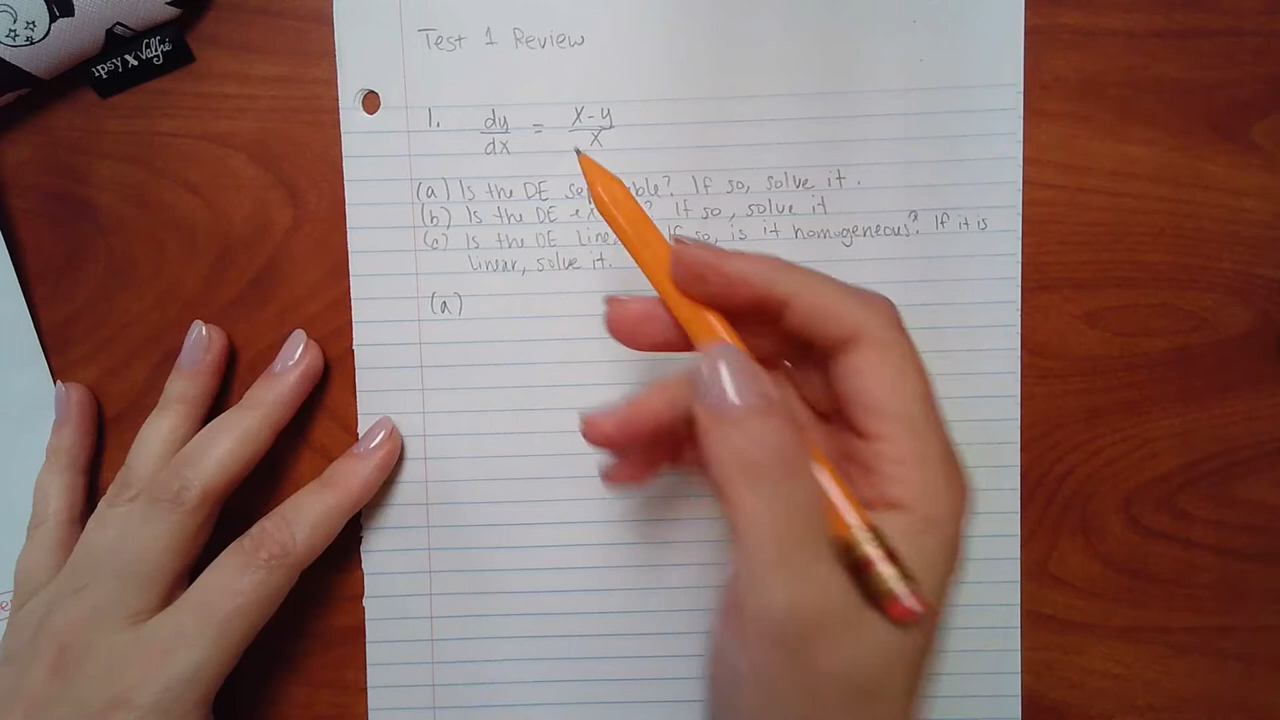 ipsy x Valfré
Test 1 Review
1. dy/dx = x-y/x
(a) Is the DE se ble? If so, solve it.
(b) Is the DE ex ? If so, solve it
(c) Is the DE Line If so, is it homogeneous? If it is
linear, solve it.
(a)